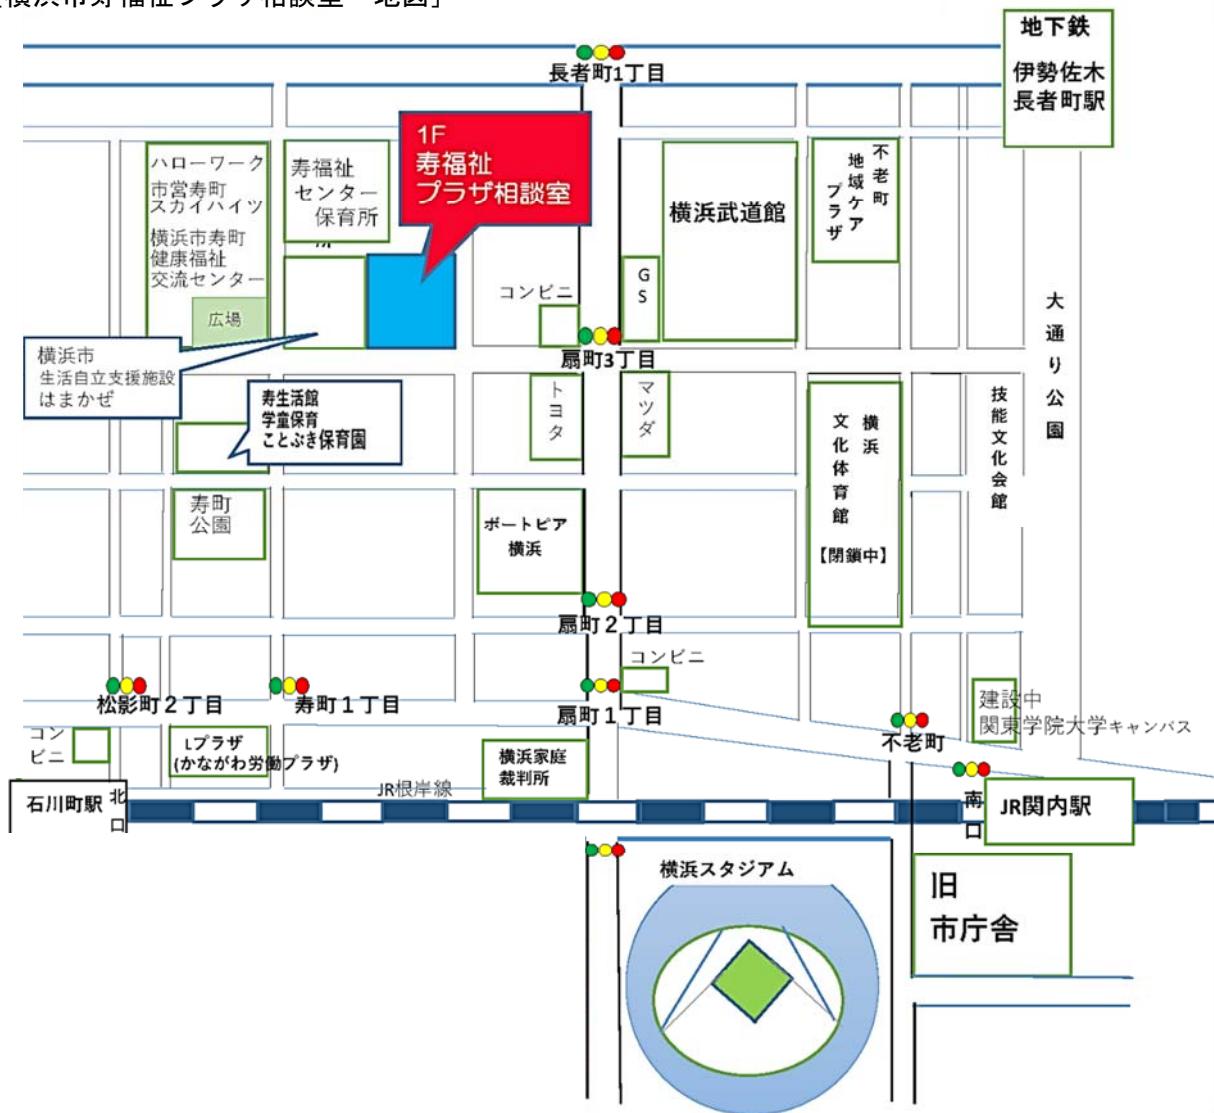 横浜市寿福祉プラザ相談室 地図」
地下鉄
伊勢佐木
長者町駅
長者町1丁目
1F
寿福祉
プラザ相談室
ハローワーク
市営寿町
スカイハイツ
横浜市寿町
健康福祉
交流センター
広場
寿福祉
センター
保育所
横浜武道館
不老町
地域ケア
プラザ
コンビニ
GS
扇町3丁目
大通り公園
横浜市
生活自立支援施設
はまかぜ
寿生活館
学童保育
ことぶき保育園
トヨタ
マツダ
横浜
文化体育館
【閉鎖中】
技能文化会館
寿町
公園
ボートピア
横浜
扇町2丁目
コンビニ
松影町2丁目
寿町1丁目
扇町1丁目
建設中
関東学院大学キャンパス
不老町
コン
ビニ
Lプラザ
(かながわ労働プラザ)
横浜家庭
裁判所
JR根岸線
石川町駅
北口
南口
JR関内駅
横浜スタジアム
旧
市庁舎